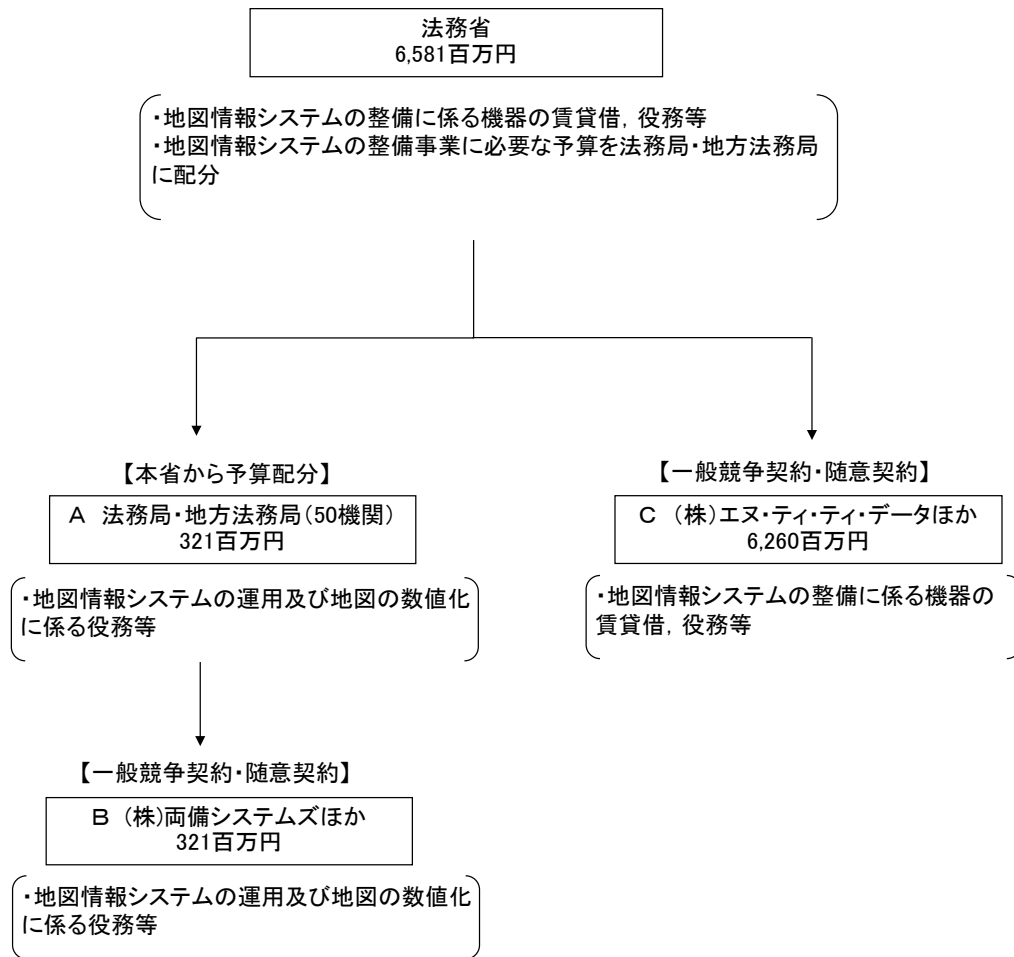 法務省
6,581百万円
・地図情報システムの整備に係る機器の賃貸借，役務等
・地図情報システムの整備事業に必要な予算を法務局・地方法務局
に配分
【本省から予算配分】
A 法務局・地方法務局（50機関）
321百万円
・地図情報システムの運用及び地図の数値化
に係る役務等
【一般競争契約・随意契約】
C （株）エヌ・ティ・ティ・データほか
6,260百万円
・地図情報システムの整備に係る機器の
賃貸借，役務等
【一般競争契約・随意契約】
B （株）両備システムズほか
321百万円
・地図情報システムの運用及び地図の数値化
に係る役務等